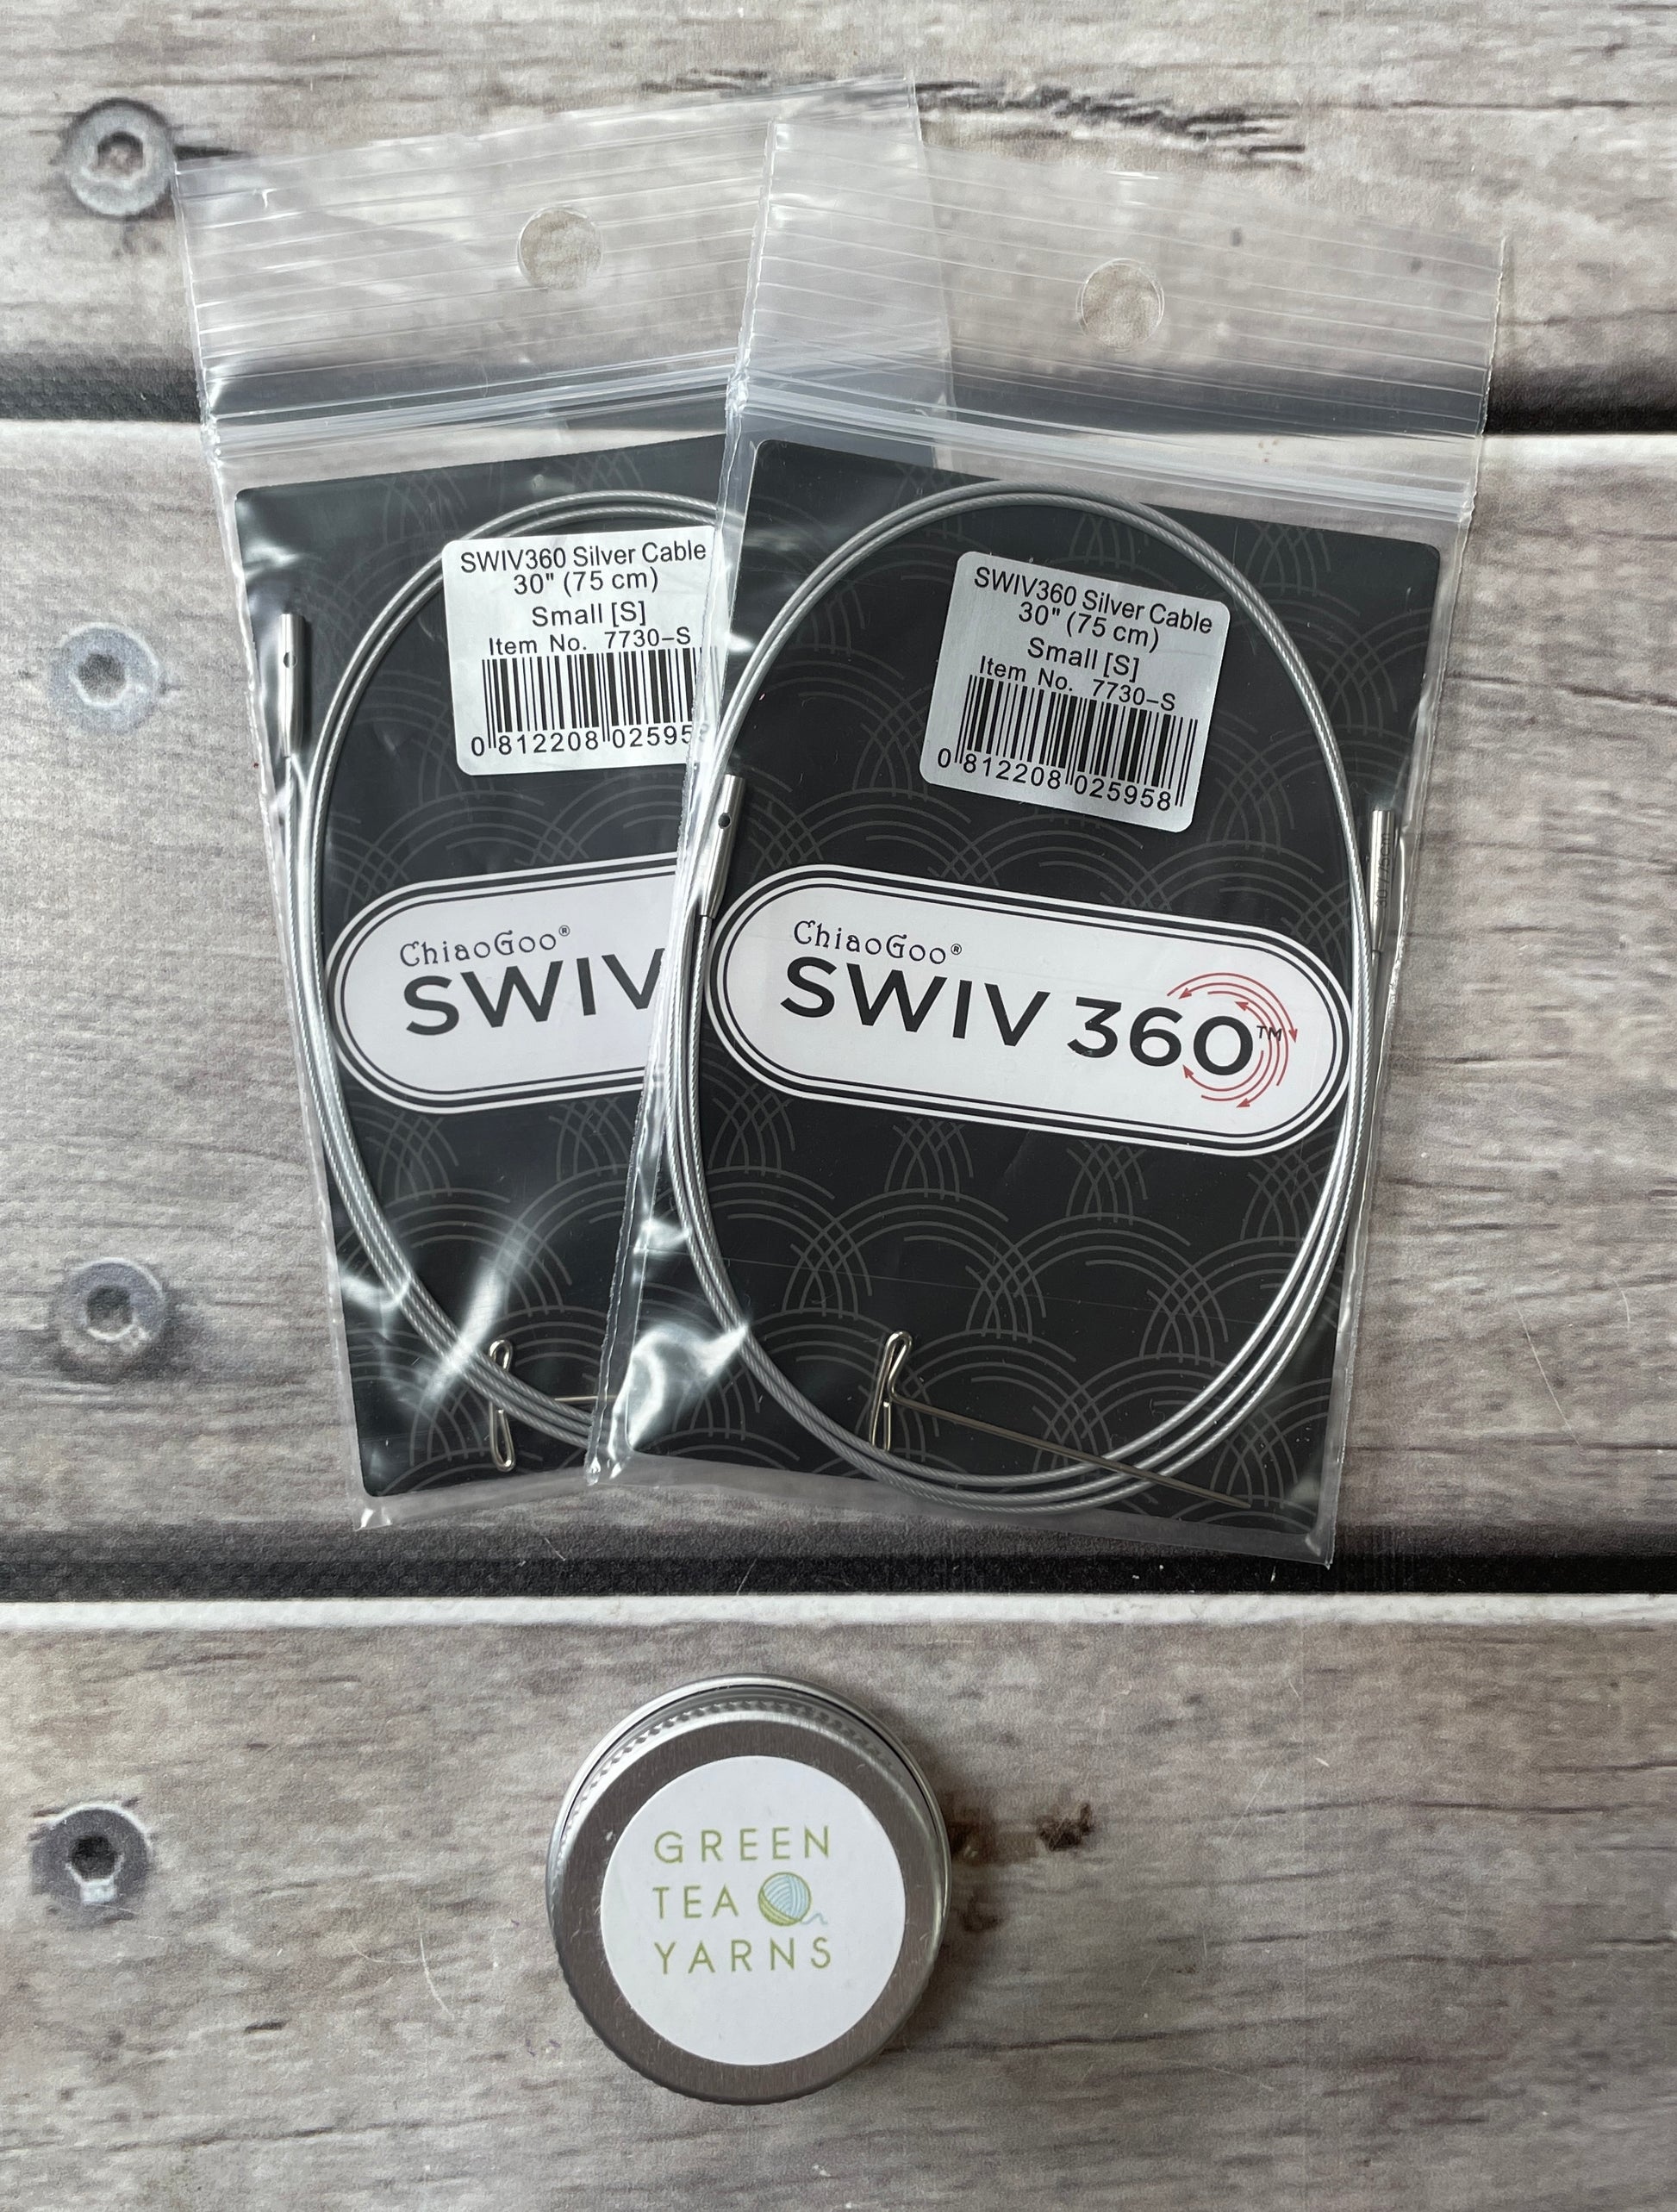 SWIV360 Silver Cable
30" (75 cm)
Small [S]
Item No. 7730-S
0 812208 02595
ChiaoGoo®
SWIV
SWIV360 Silver Cable
30" (75 cm)
Small [S]
Item No. 7730-S
0 812208 025958
ChiaoGoo®
SWIV 360™
GREEN
TEA
YARNS